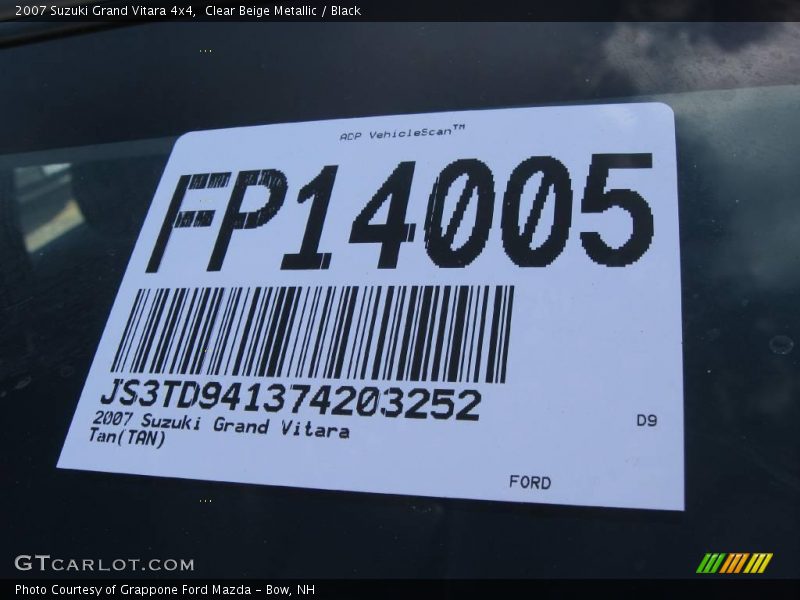 2007 Suzuki Grand Vitara 4x4,  Clear Beige Metallic / Black
ADP VehicleScan™
FP14005
JS3TD941374203252
2007 Suzuki Grand Vitara
Tan(TAN)
D9
FORD
GTCARLOT.COM
Photo Courtesy of Grappone Ford Mazda - Bow, NH